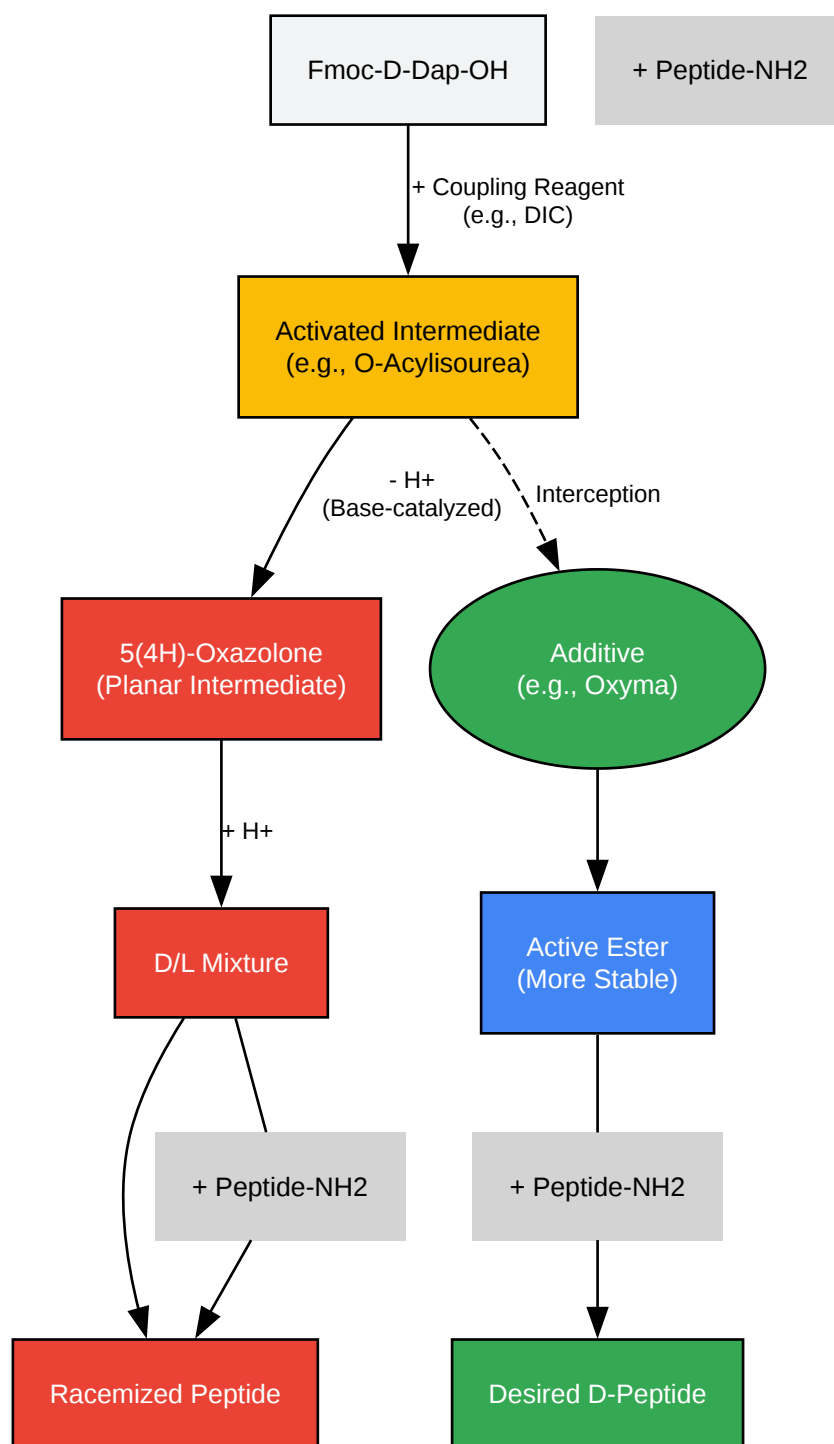 Fmoc-D-Dap-OH
+ Peptide-NH2
+ Coupling Reagent
(e.g., DIC)
Activated Intermediate
(e.g., O-Acylisourea)
- H+
(Base-catalyzed)
Interception
5(4H)-Oxazolone
(Planar Intermediate)
Additive
(e.g., Oxyma)
+ H+
D/L Mixture
Active Ester
(More Stable)
+ Peptide-NH2
+ Peptide-NH2
Racemized Peptide
Desired D-Peptide